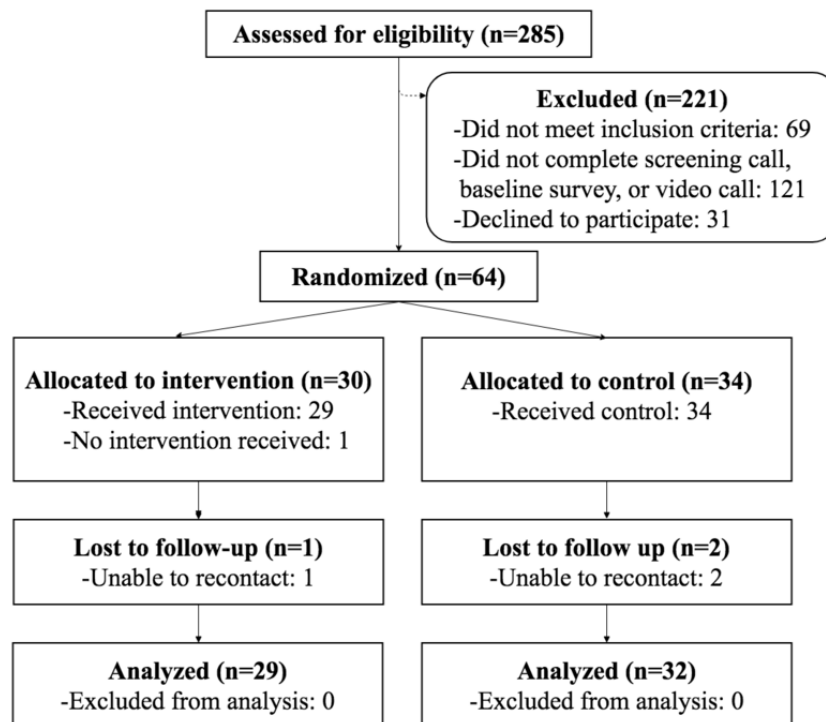 Assessed for eligibility (n=285)
Excluded (n=221)
-Did not meet inclusion criteria: 69
-Did not complete screening call,
baseline survey, or video call: 121
-Declined to participate: 31
Randomized (n=64)
Allocated to intervention (n=30)
-Received intervention: 29
-No intervention received: 1
Allocated to control (n=34)
-Received control: 34
Lost to follow-up (n=1)
-Unable to recontact: 1
Lost to follow up (n=2)
-Unable to recontact: 2
Analyzed (n=29)
-Excluded from analysis: 0
Analyzed (n=32)
-Excluded from analysis: 0